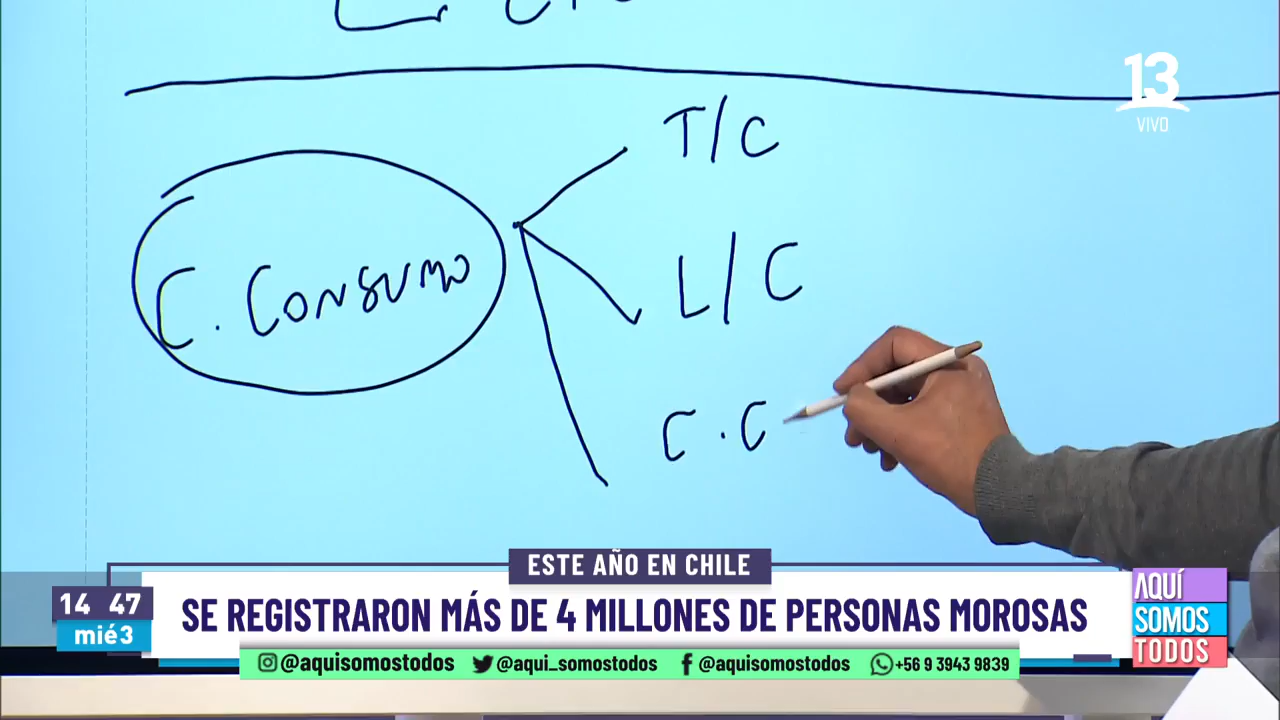 13
VIVO
T/C
L/C
C. CONSUMO
C.C
ESTE AÑO EN CHILE
14 47
SE REGISTRARON MÁS DE 4 MILLONES DE PERSONAS MOROSAS
mié3
AQUÍ
SOMOS
TODOS
@aquisomostodos @aqui_somostodos @aquisomostodos +56 9 3943 9839